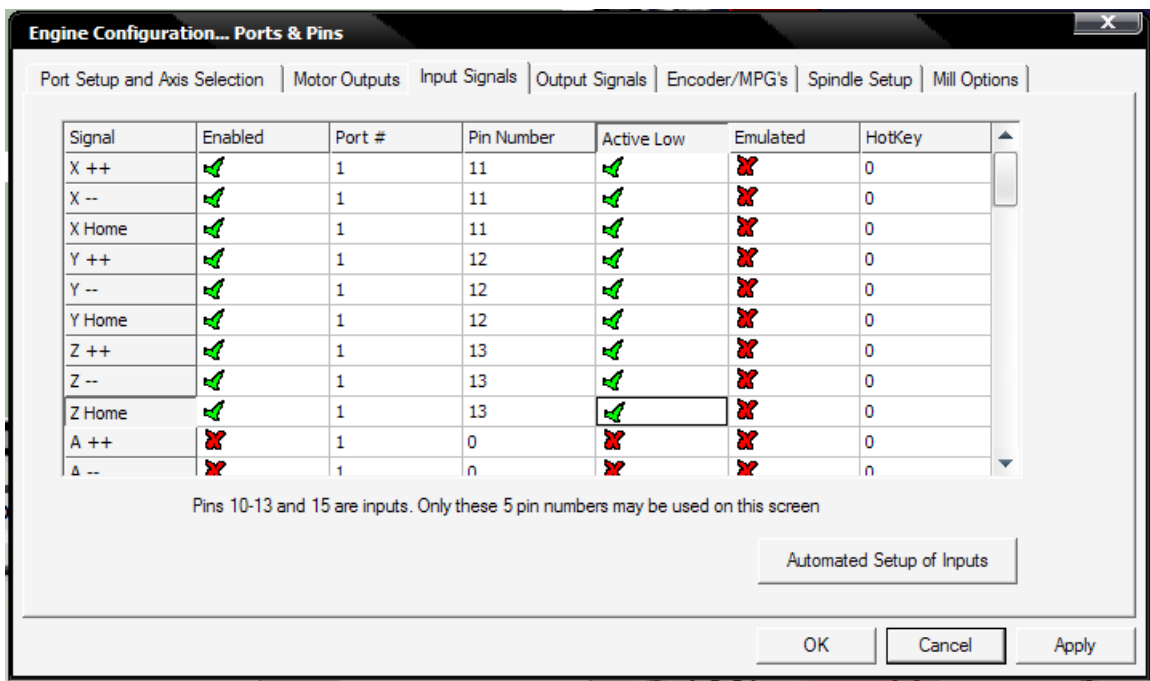 Engine Configuration... Ports & Pins
X
Port Setup and Axis Selection Motor Outputs Input Signals Output Signals Encoder/MPG's Spindle Setup Mill Options
Signal Enabled Port # Pin Number Active Low Emulated HotKey
X ++ 1 11 0
X -- 1 11 0
X Home 1 11 0
Y ++ 1 12 0
Y -- 1 12 0
Y Home 1 12 0
Z ++ 1 13 0
Z -- 1 13 0
Z Home 1 13 0
A ++ 1 0 0
A -- 1 0 0
Pins 10-13 and 15 are inputs. Only these 5 pin numbers may be used on this screen
Automated Setup of Inputs
OK Cancel Apply